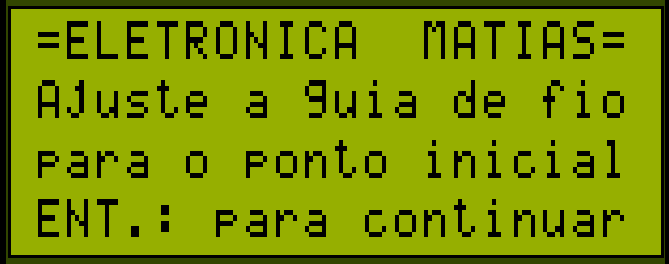 =ELETRONICA  MATIAS=
Ajuste a guia de fio
para o ponto inicial
ENT.: para continuar